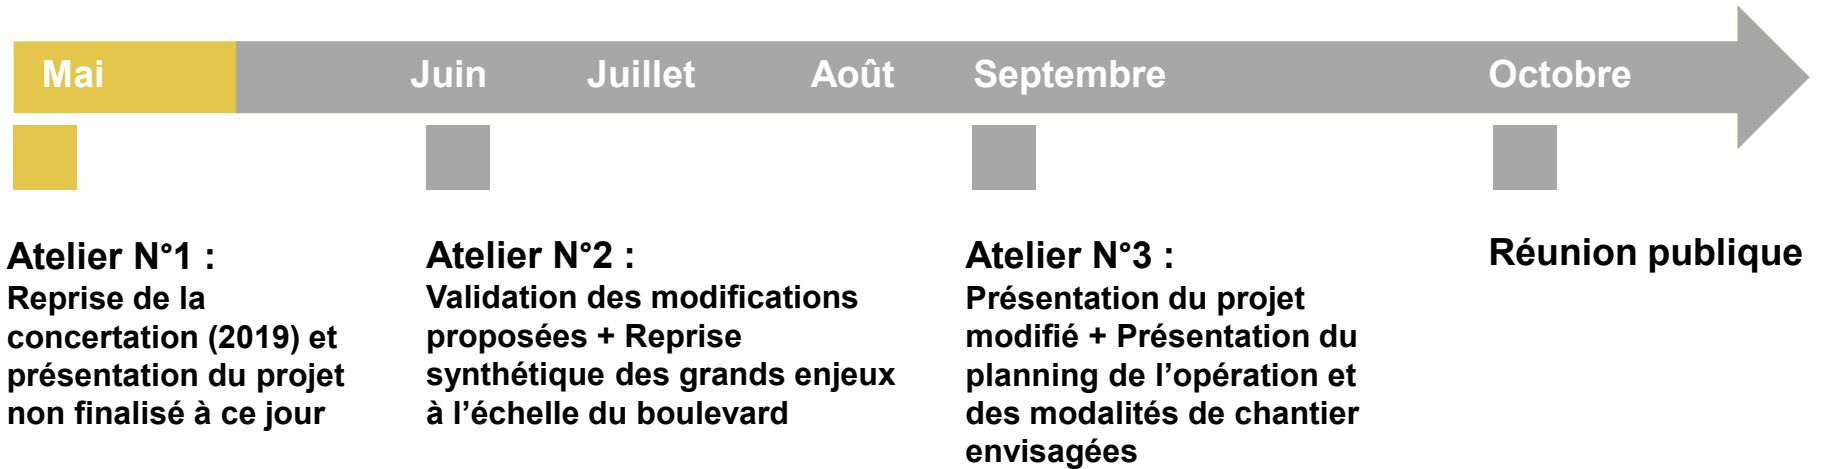 Mai Juin Juillet Août Septembre Octobre
Atelier N°1 :
Reprise de la
concertation (2019) et
présentation du projet
non finalisé à ce jour
Atelier N°2 :
Validation des modifications
proposées + Reprise
synthétique des grands enjeux
à l’échelle du boulevard
Atelier N°3 :
Présentation du projet
modifié + Présentation du
planning de l’opération et
des modalités de chantier
envisagées
Réunion publique